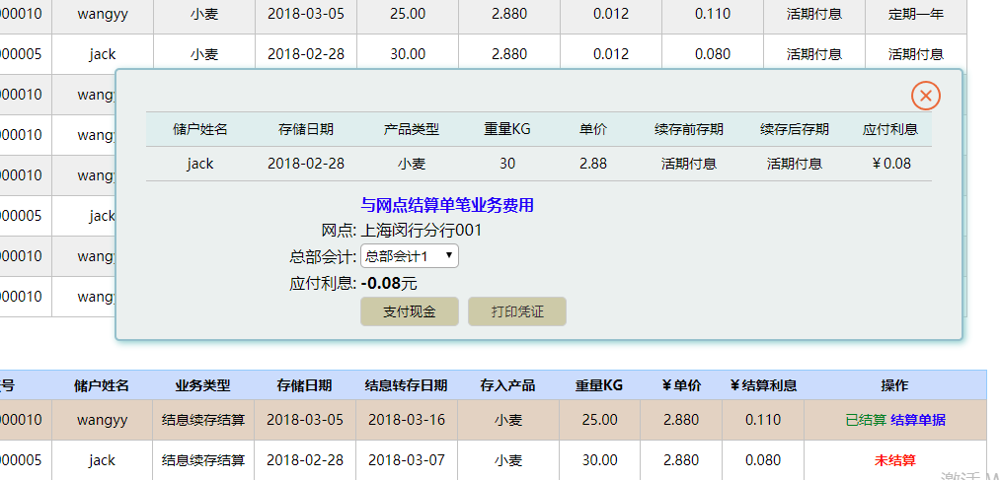 000010 wangyy 小麦 2018-03-05 25.00 2.880 0.012 0.110 活期付息 定期一年
000005 jack 小麦 2018-02-28 30.00 2.880 0.012 0.080 活期付息 活期付息
000010 wangy
储户姓名 存储日期 产品类型 重量KG 单价 续存前存期 续存后存期 应付利息
000010 wangy
jack 2018-02-28 小麦 30 2.88 活期付息 活期付息 ￥0.08
000010 wangy
与网点结算单笔业务费用
000005 jack
网点: 上海闵行分行001
000010 wangy
总部会计: 总部会计1
应付利息: -0.08元
000010 wangy
支付现金 打印凭证
号 储户姓名 业务类型 存储日期 结息转存日期 存入产品 重量KG ￥单价 ￥结算利息 操作
000010 wangyy 结息续存结算 2018-03-05 2018-03-16 小麦 25.00 2.880 0.110 已结算 结算单据
000005 jack 结息续存结算 2018-02-28 2018-03-07 小麦 30.00 2.880 0.080 未结算
激活